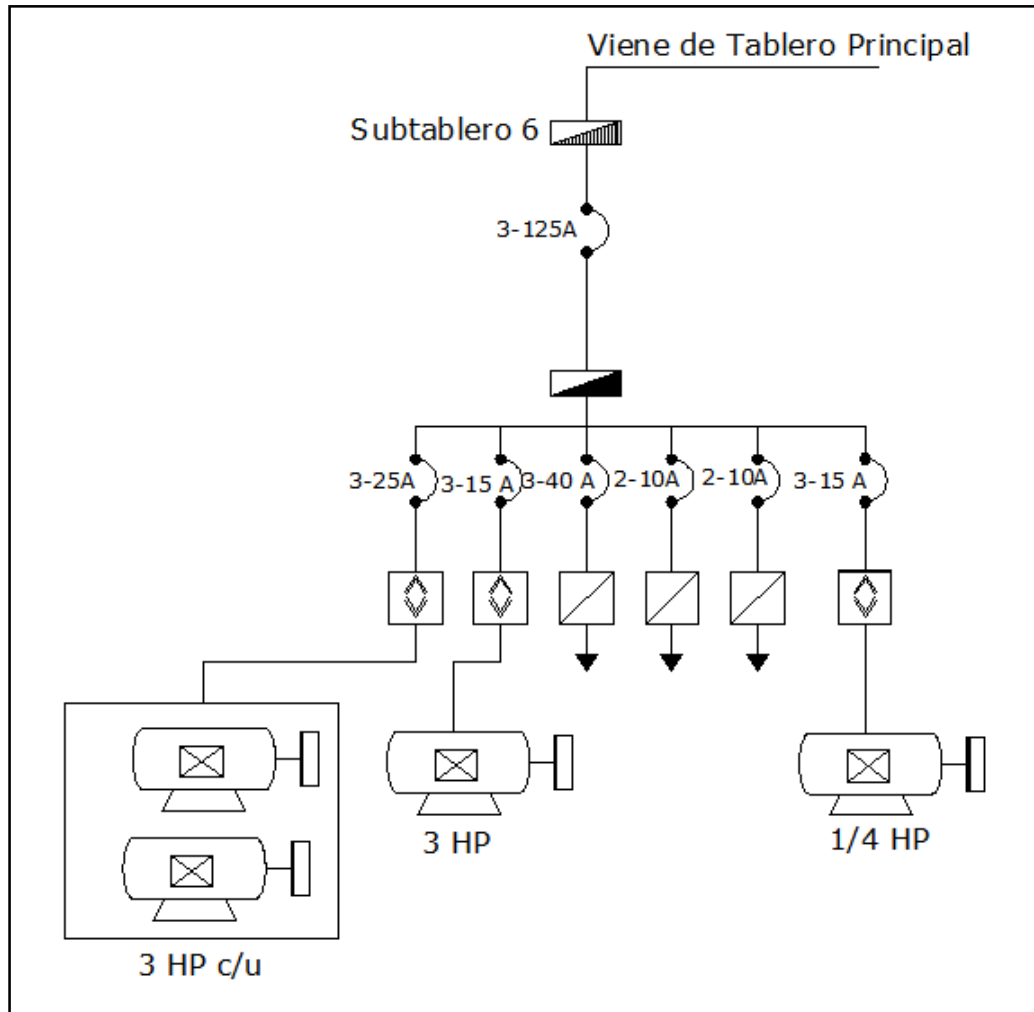 Viene de Tablero Principal
Subtablero 6
3-125A
3-25A
3-15 A
3-40 A
2-10A
2-10A
3-15 A
3 HP
1/4 HP
3 HP c/u